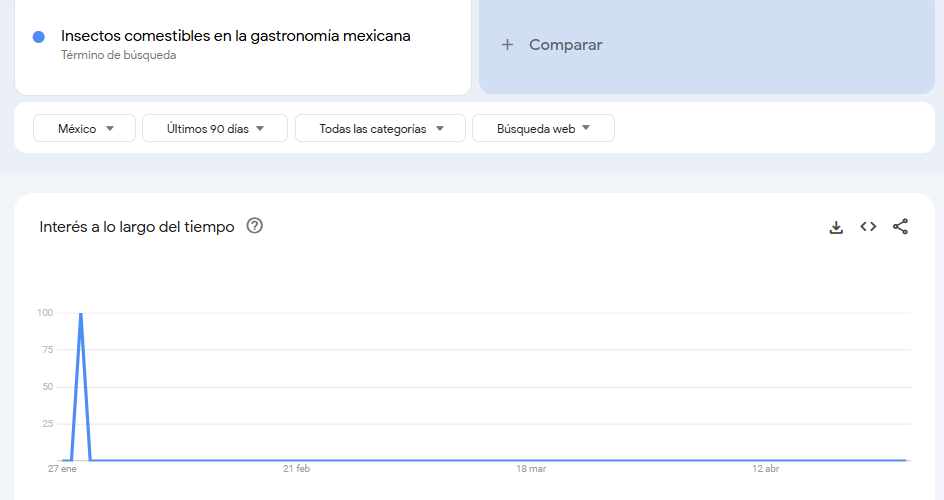 Insectos comestibles en la gastronomía mexicana
Término de búsqueda
+ Comparar
México
Últimos 90 días
Todas las categorías
Búsqueda web
Interés a lo largo del tiempo
100
75
50
25
27 ene
21 feb
18 mar
12 abr